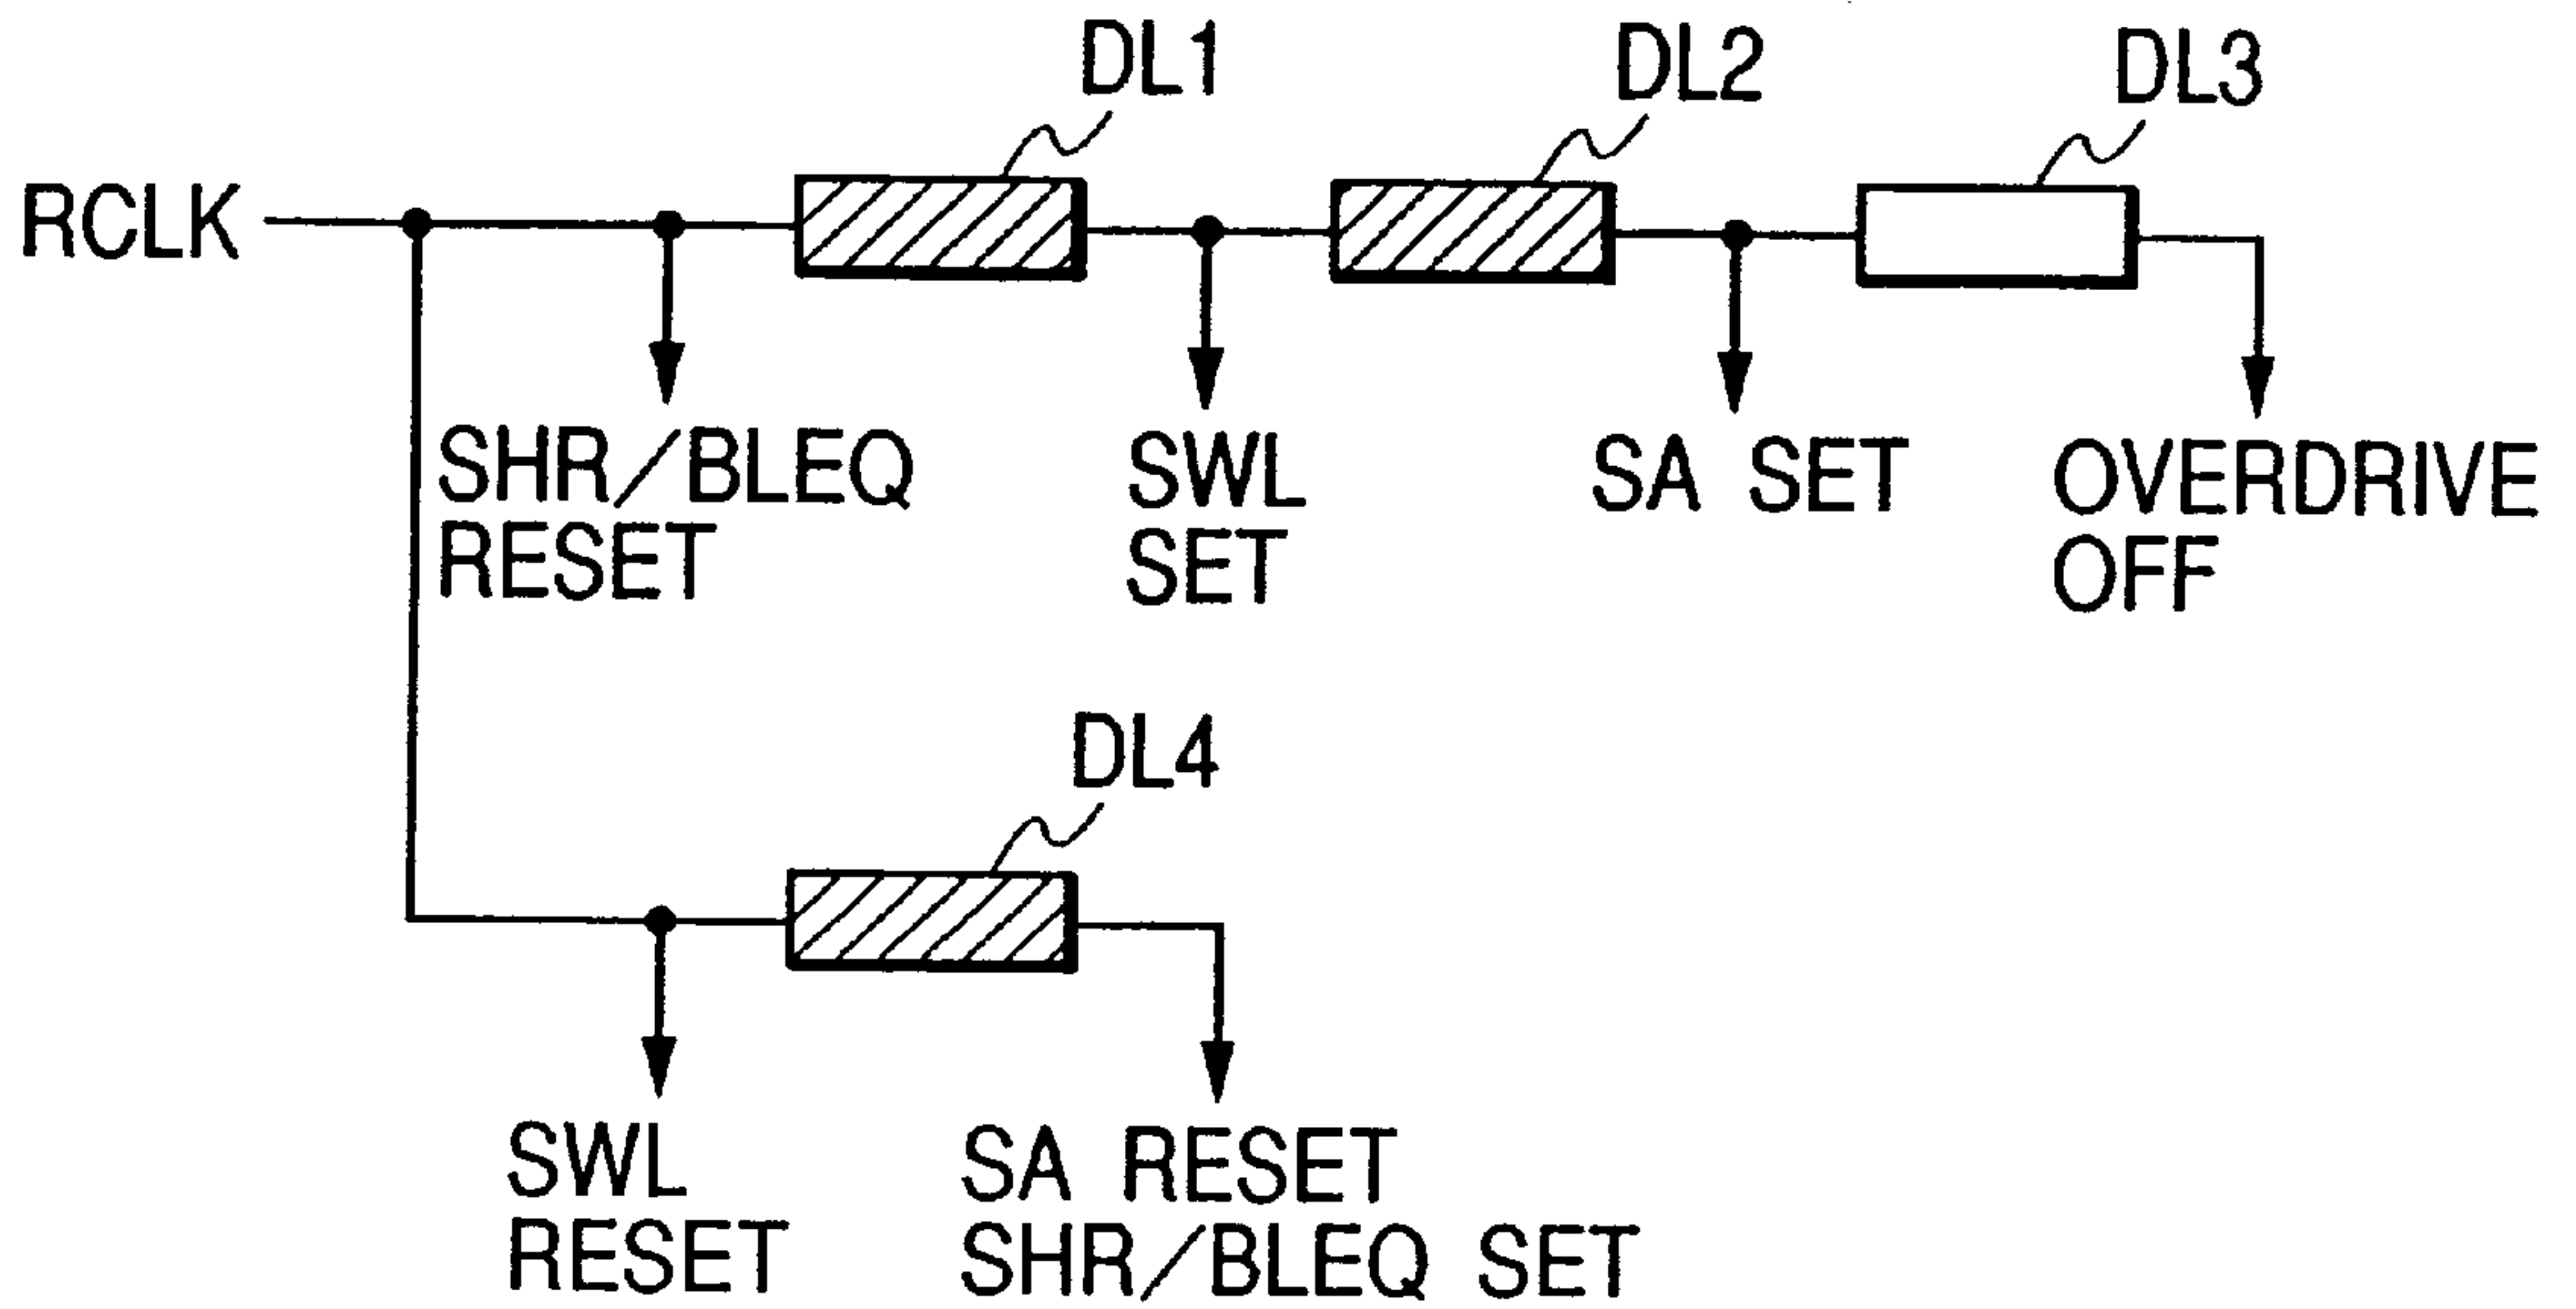 DL1
DL2
DL3
RCLK
SHR/BLEQ
RESET
SWL
SET
SA SET
OVERDRIVE
OFF
DL4
SWL
RESET
SA RESET
SHR/BLEQ SET